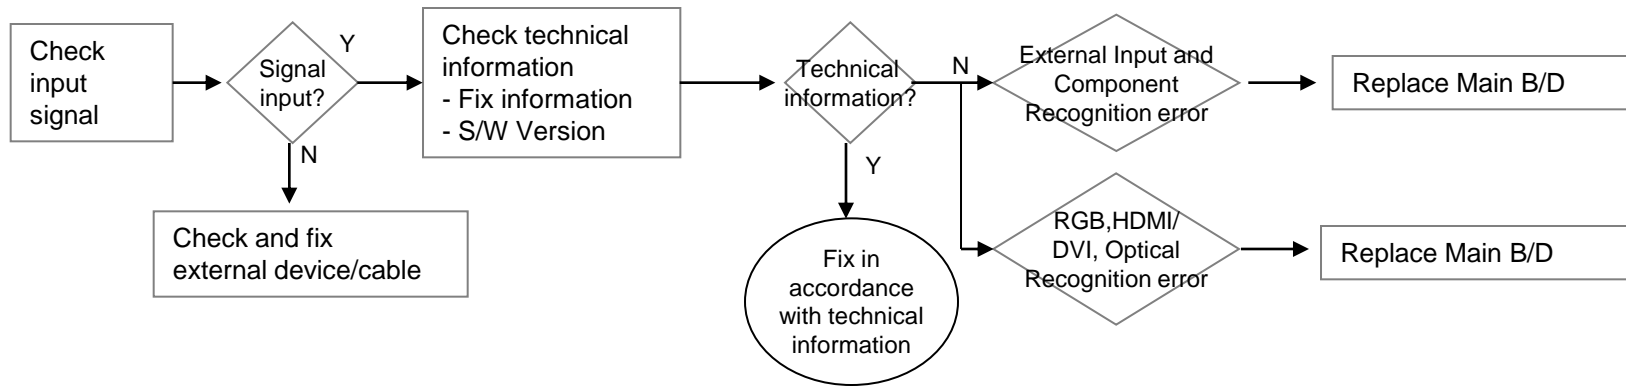 Check
input
signal
Signal
input?
Y
N
Check and fix
external device/cable
Check technical
information
- Fix information
- S/W Version
Technical
information?
N
Y
Fix in
accordance
with technical
information
External Input and
Component
Recognition error
Replace Main B/D
RGB,HDMI/
DVI, Optical
Recognition error
Replace Main B/D